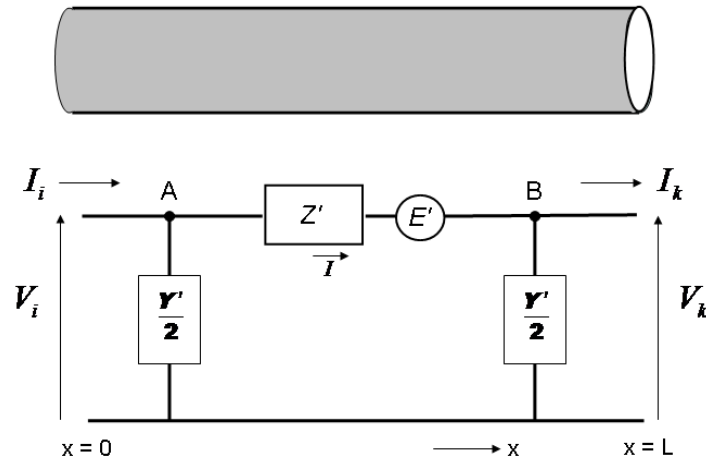 I_i A B I_k
Z' E'
I
V_i Y'/2 Y'/2 V_k
x = 0 x x = L